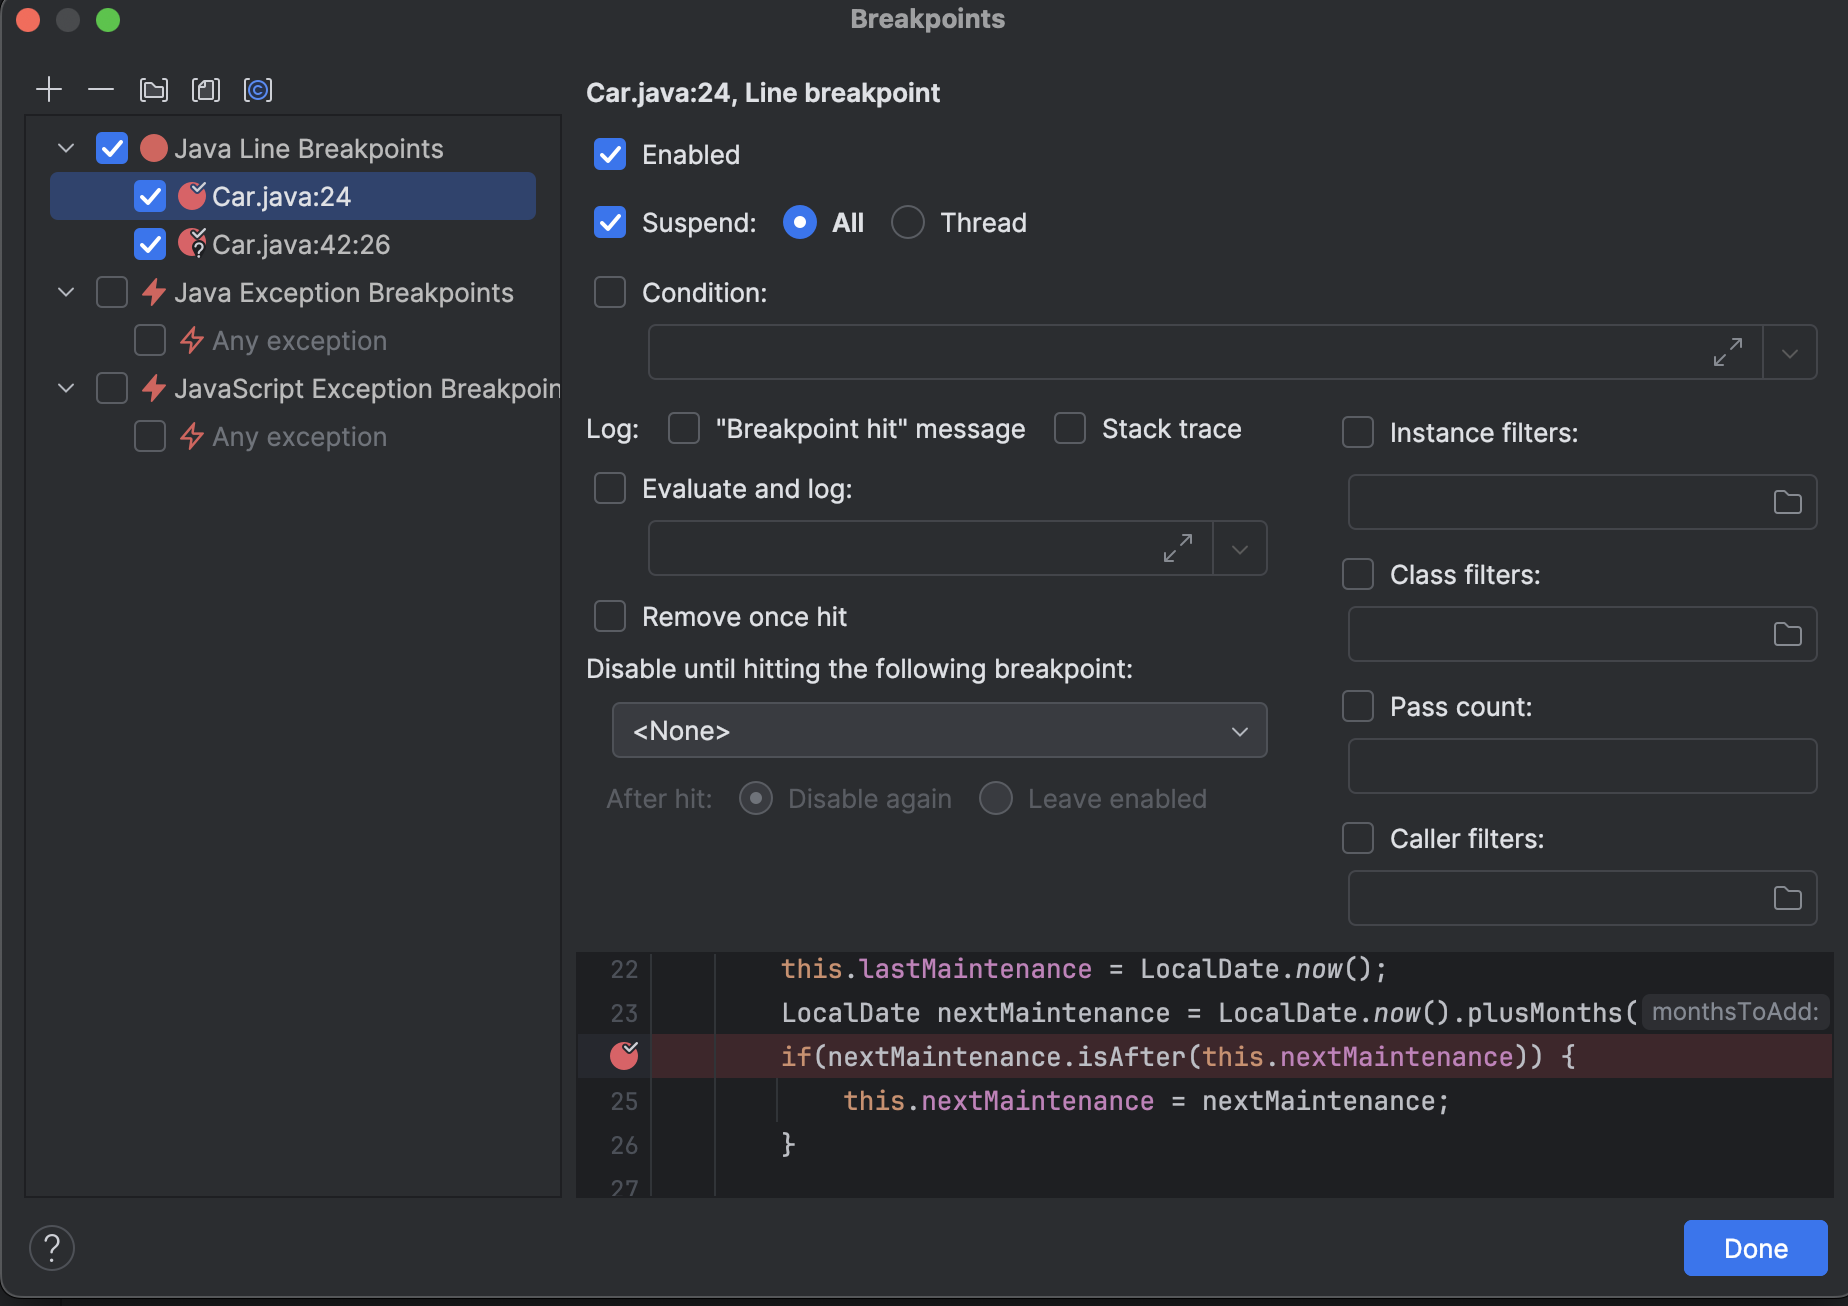 Breakpoints
Java Line Breakpoints
Car.java:24
Car.java:42:26
Java Exception Breakpoints
Any exception
JavaScript Exception Breakpoin
Any exception
Car.java:24, Line breakpoint
Enabled
Suspend: All Thread
Condition:
Log: "Breakpoint hit" message Stack trace
Evaluate and log:
Remove once hit
Disable until hitting the following breakpoint:
<None>
After hit: Disable again Leave enabled
Instance filters:
Class filters:
Pass count:
Caller filters:
22 this.lastMaintenance = LocalDate.now();
23 LocalDate nextMaintenance = LocalDate.now().plusMonths( monthsToAdd:
if(nextMaintenance.isAfter(this.nextMaintenance)) {
25 this.nextMaintenance = nextMaintenance;
26 }
27
?
Done